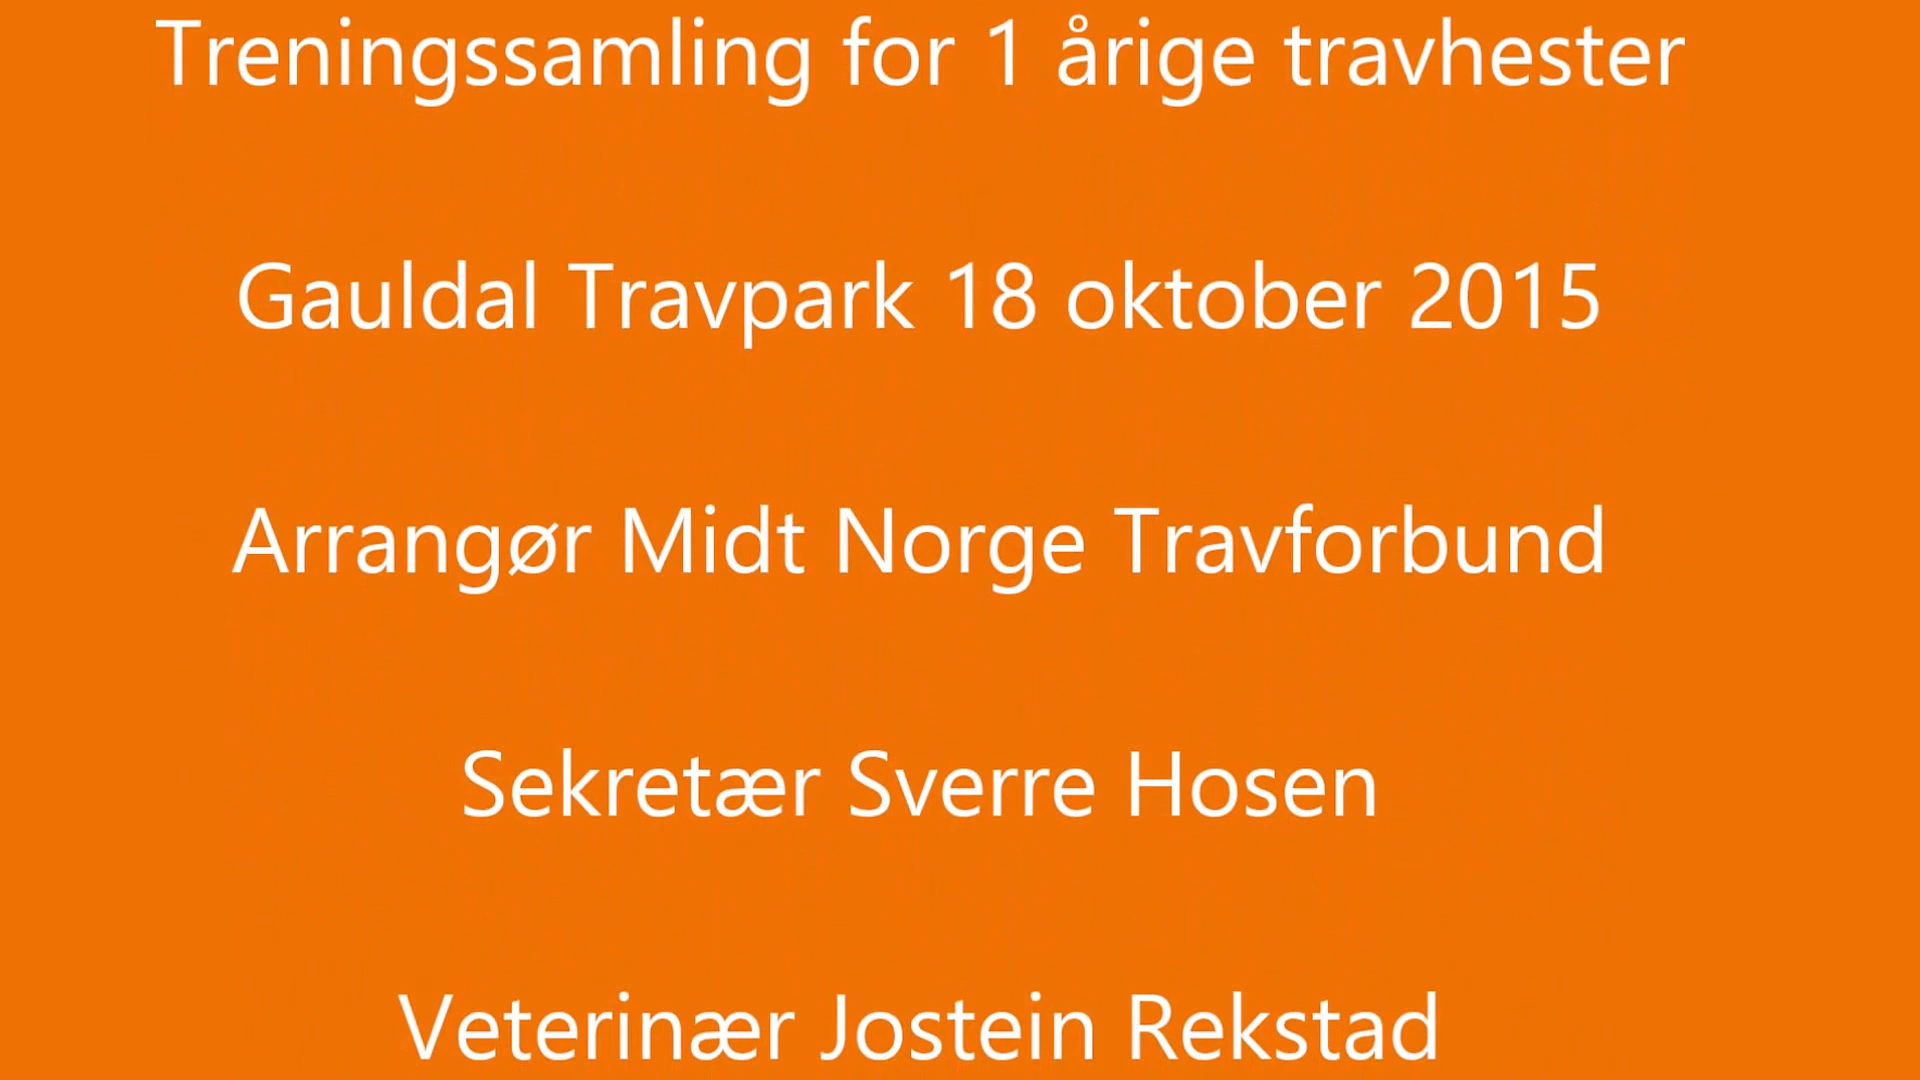 Treningssamling for 1 årige travhester
Gauldal Travpark 18 oktober 2015
Arrangør Midt Norge Travforbund
Sekretær Sverre Hosen
Veterinær Jostein Rekstad